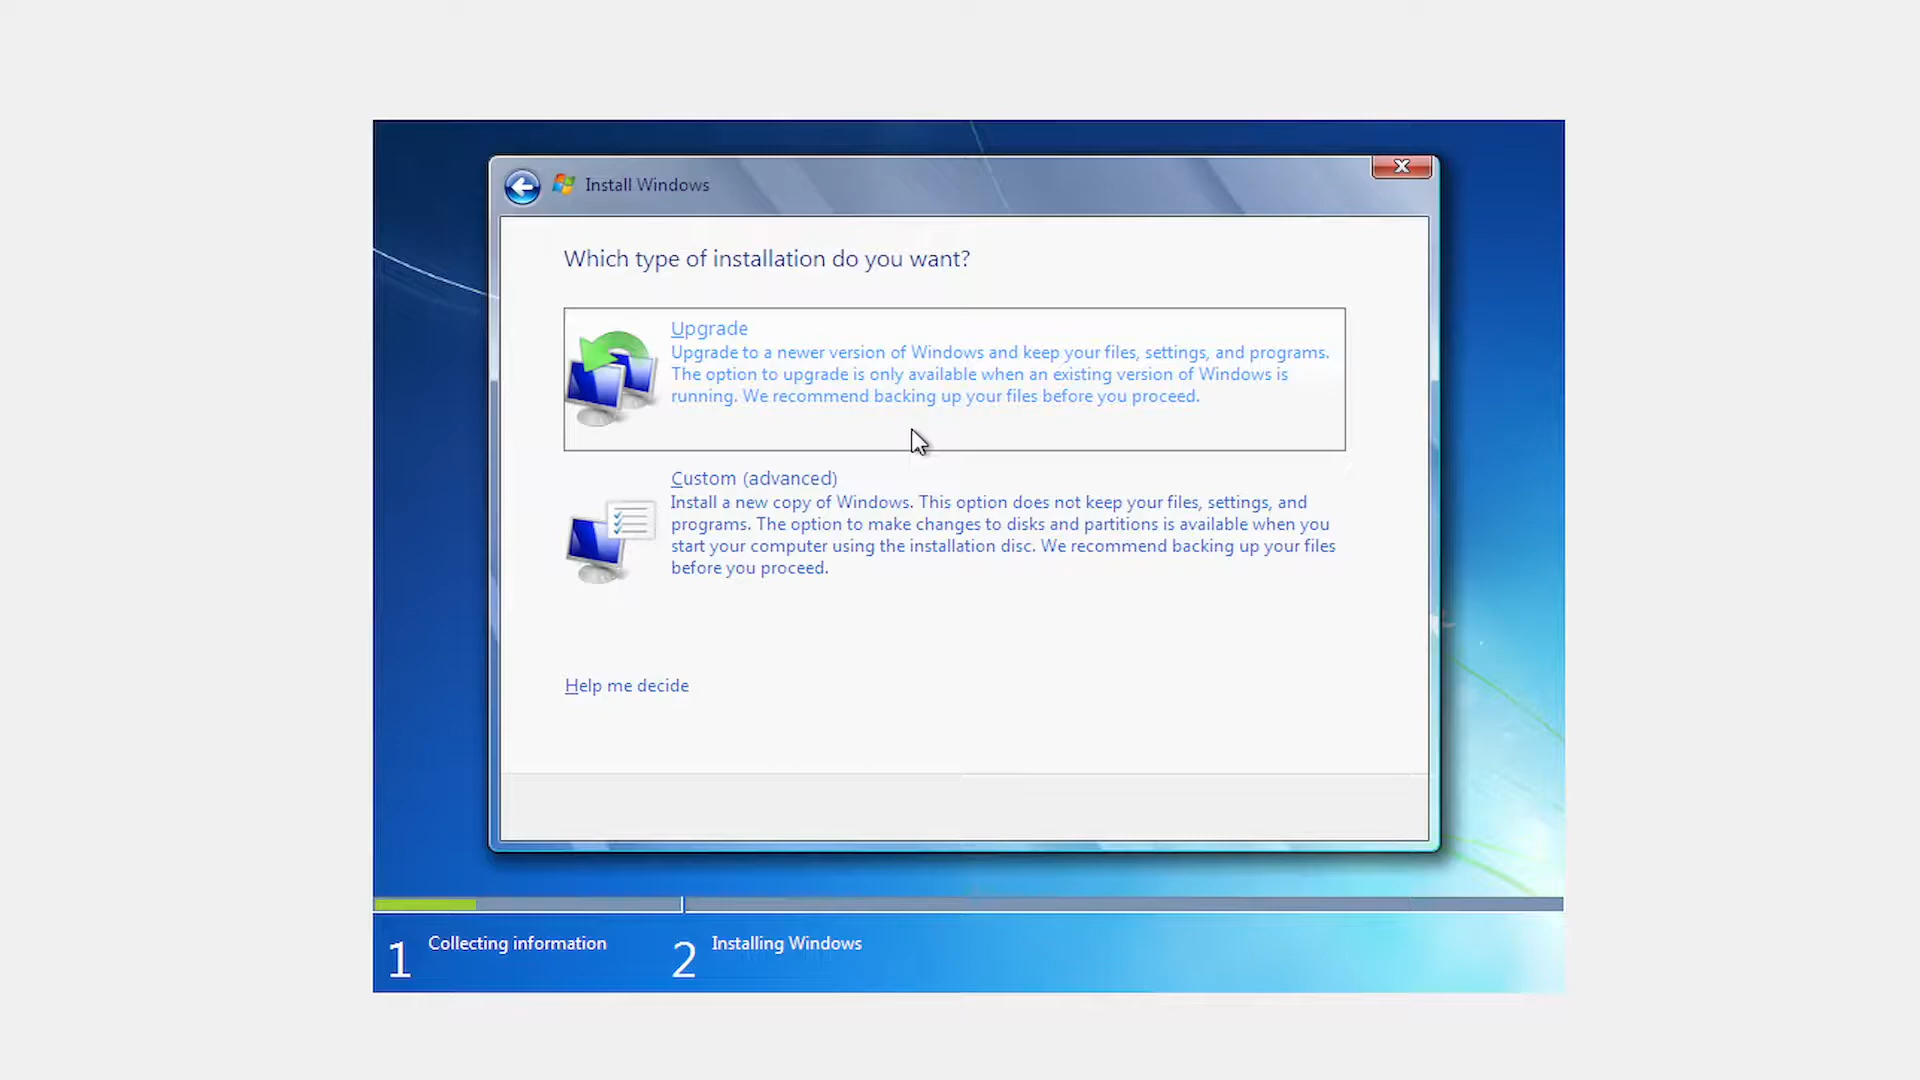 Install Windows
Which type of installation do you want?
Upgrade
Upgrade to a newer version of Windows and keep your files, settings, and programs.
The option to upgrade is only available when an existing version of Windows is
running. We recommend backing up your files before you proceed.
Custom (advanced)
Install a new copy of Windows. This option does not keep your files, settings, and
programs. The option to make changes to disks and partitions is available when you
start your computer using the installation disc. We recommend backing up your files
before you proceed.
Help me decide
1 Collecting information
2 Installing Windows